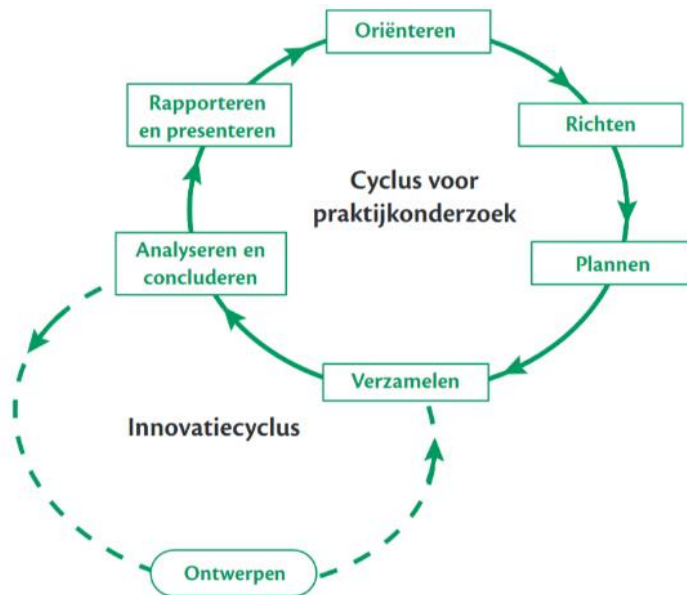 Oriënteren
Rapporteren
en presenteren
Richten
Cyclus voor
praktijkonderzoek
Analyseren en
concluderen
Plannen
Verzamelen
Innovatiecyclus
Ontwerpen